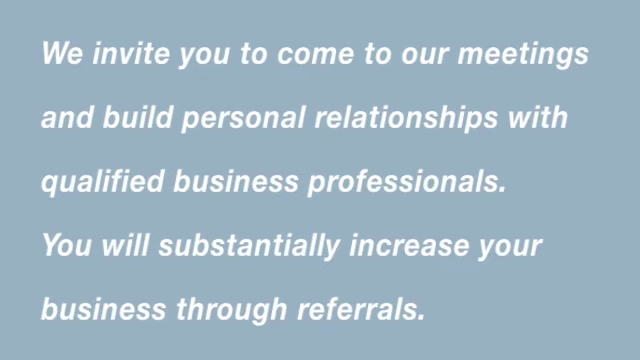 We invite you to come to our meetings
and build personal relationships with
qualified business professionals.
You will substantially increase your
business through referrals.